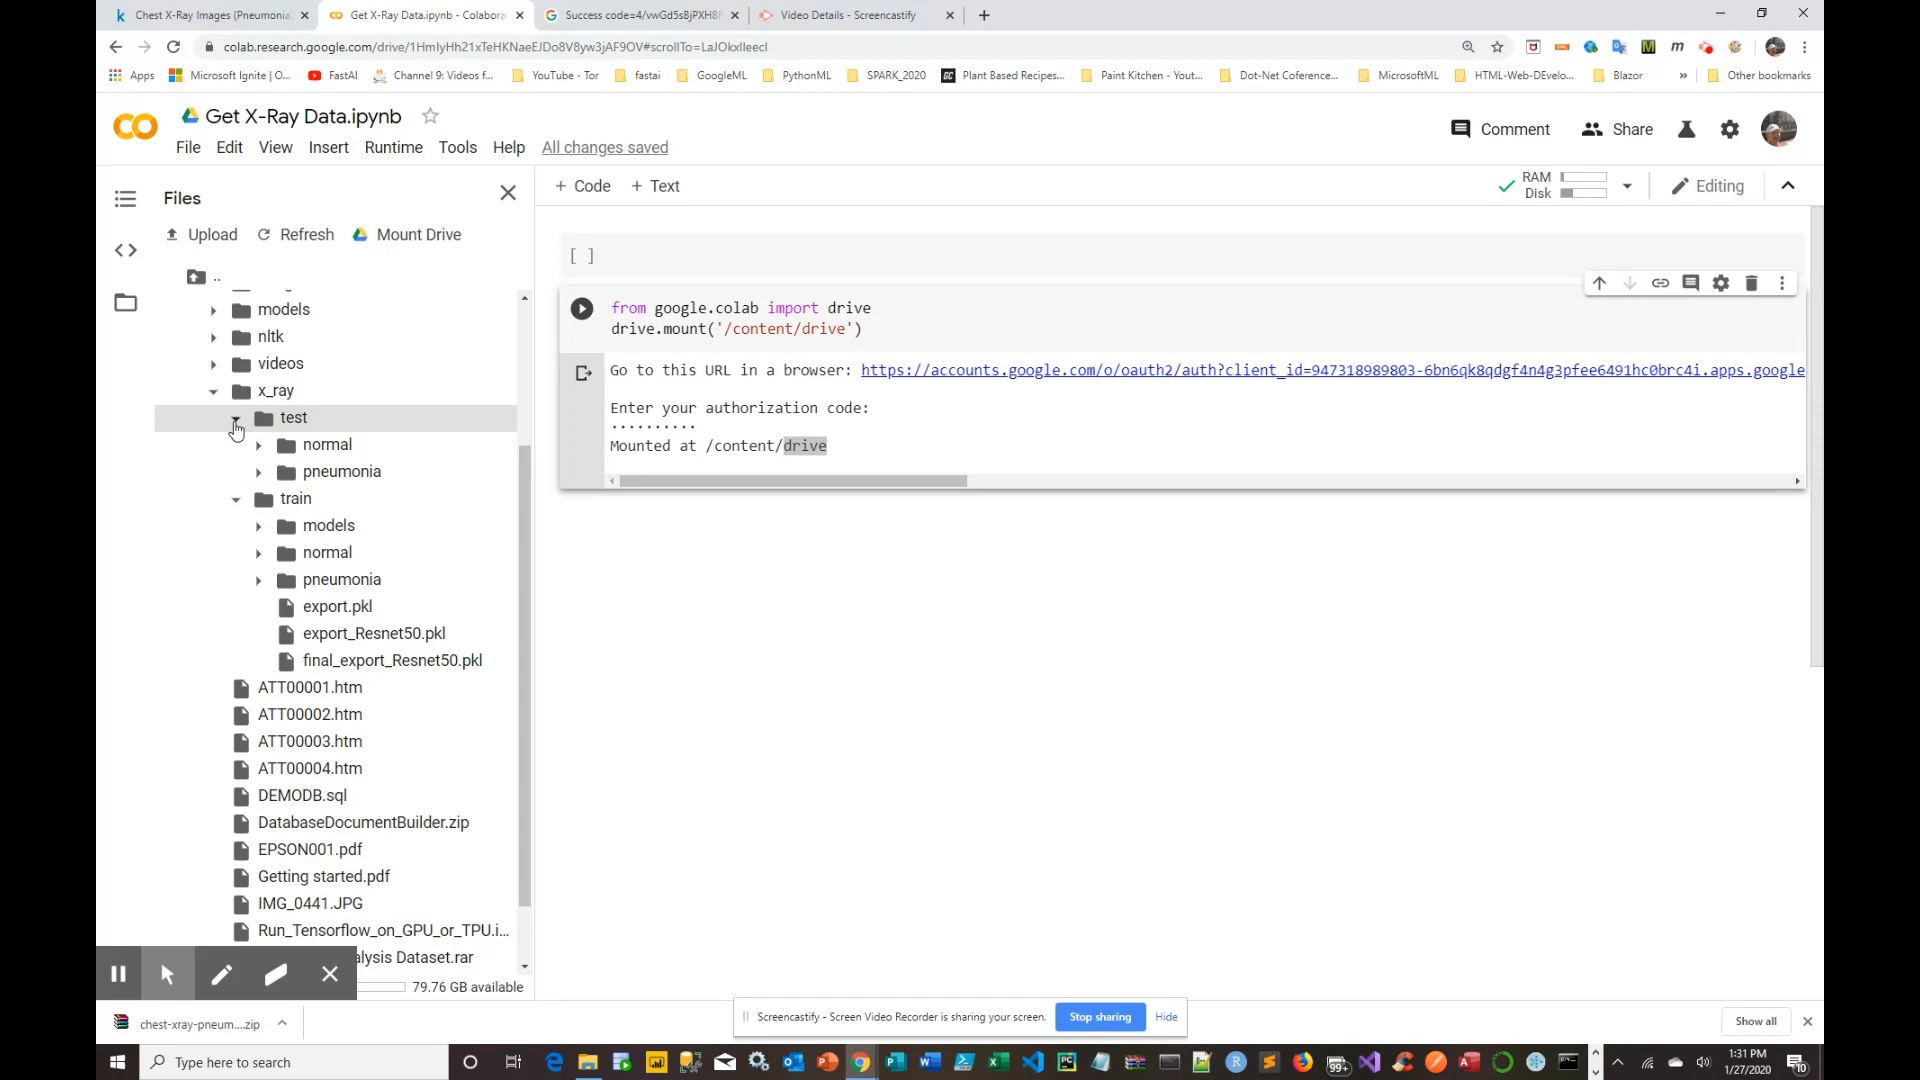 Chest X-Ray Images (Pneumonia
Get X-Ray Data.ipynb - Colabora
Success code=4/vwGd5sBjPXH8F
Video Details - Screencastify
colab.research.google.com/drive/1HmIyHh21xTeHKNaeEJDo8V8yw3jAF9OV#scrollTo=LaJOkxlleecl
Apps
Microsoft Ignite | O...
FastAI
Channel 9: Videos f...
YouTube - Tor
fastai
GoogleML
PythonML
SPARK_2020
Plant Based Recipes...
Paint Kitchen - Yout...
Dot-Net Coference...
MicrosoftML
HTML-Web-DEvelo...
Blazor
»
Other bookmarks
Get X-Ray Data.ipynb
File Edit View Insert Runtime Tools Help All changes saved
Comment
Share
Files
Upload Refresh Mount Drive
+ Code + Text
RAM
Disk
Editing
..
models
nltk
videos
x_ray
test
normal
pneumonia
train
models
normal
pneumonia
export.pkl
export_Resnet50.pkl
final_export_Resnet50.pkl
ATT00001.htm
ATT00002.htm
ATT00003.htm
ATT00004.htm
DEMODB.sql
DatabaseDocumentBuilder.zip
EPSON001.pdf
Getting started.pdf
IMG_0441.JPG
Run_Tensorflow_on_GPU_or_TPU.i...
alysis Dataset.rar
79.76 GB available
[ ]
from google.colab import drive
drive.mount('/content/drive')
Go to this URL in a browser: https://accounts.google.com/o/oauth2/auth?client_id=947318989803-6bn6qk8qdgf4n4g3pfee6491hc0brc4i.apps.google
Enter your authorization code:
··········
Mounted at /content/drive
chest-xray-pneum....zip
Screencastify - Screen Video Recorder is sharing your screen.
Stop sharing
Hide
Show all
Type here to search
99+
1:31 PM
1/27/2020
10